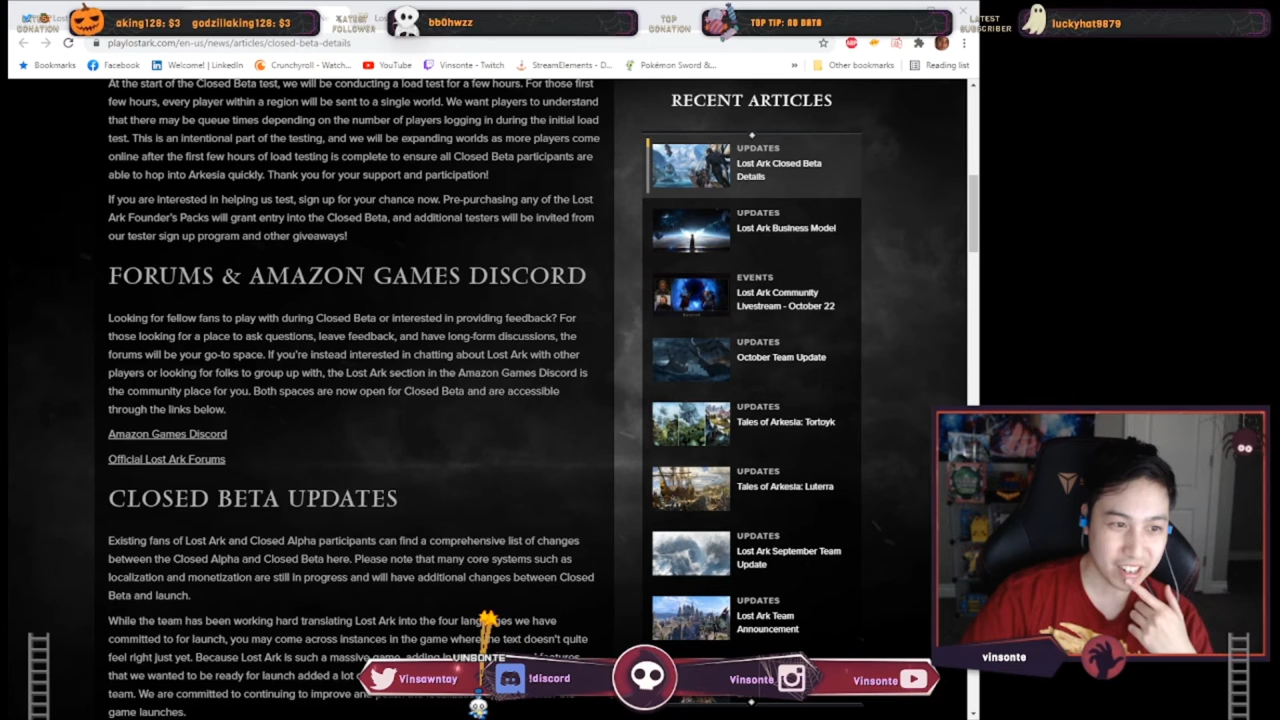 DONATION
aking128: $3 godzillaking128: $3
FOLLOWER
bb0hwzz
TOP
DONATION
TOP TIP: NO DATA
LATEST
SUBSCRIBER
luckyhat9879
playlostark.com/en-us/news/articles/closed-beta-details
Bookmarks Facebook Welcome! | LinkedIn Crunchyroll - Watch... YouTube Vinsonte - Twitch StreamElements - D... Pokémon Sword &... » Other bookmarks Reading list
At the start of the Closed Beta test, we will be conducting a load test for a few hours. For those first
few hours, every player within a region will be sent to a single world. We want players to understand
that there may be queue times depending on the number of players logging in during the initial load
test. This is an intentional part of the testing, and we will be expanding worlds as more players come
online after the first few hours of load testing is complete to ensure all Closed Beta participants are
able to hop into Arkesia quickly. Thank you for your support and participation!
If you are interested in helping us test, sign up for your chance now. Pre-purchasing any of the Lost
Ark Founder's Packs will grant entry into the Closed Beta, and additional testers will be invited from
our tester sign up program and other giveaways!
FORUMS & AMAZON GAMES DISCORD
Looking for fellow fans to play with during Closed Beta or interested in providing feedback? For
those looking for a place to ask questions, leave feedback, and have long-form discussions, the
forums will be your go-to space. If you're instead interested in chatting about Lost Ark with other
players or looking for folks to group up with, the Lost Ark section in the Amazon Games Discord is
the community place for you. Both spaces are now open for Closed Beta and are accessible
through the links below.
Amazon Games Discord
Official Lost Ark Forums
CLOSED BETA UPDATES
Existing fans of Lost Ark and Closed Alpha participants can find a comprehensive list of changes
between the Closed Alpha and Closed Beta here. Please note that many core systems such as
localization and monetization are still in progress and will have additional changes between Closed
Beta and launch.
While the team has been working hard translating Lost Ark into the four languages we have
committed to for launch, you may come across instances in the game where the text doesn't quite
feel right just yet. Because Lost Ark is such a massive game, adding in
that we wanted to be ready for launch added a lot
team. We are committed to continuing to improve
game launches.
RECENT ARTICLES
UPDATES
Lost Ark Closed Beta
Details
UPDATES
Lost Ark Business Model
EVENTS
Lost Ark Community
Livestream - October 22
UPDATES
October Team Update
UPDATES
Tales of Arkesia: Tortoyk
UPDATES
Tales of Arkesia: Luterra
UPDATES
Lost Ark September Team
Update
UPDATES
Lost Ark Team
Announcement
VINSONTE
Vinsawntay
!discord
Vinsonte
Vinsonte
vinsonte